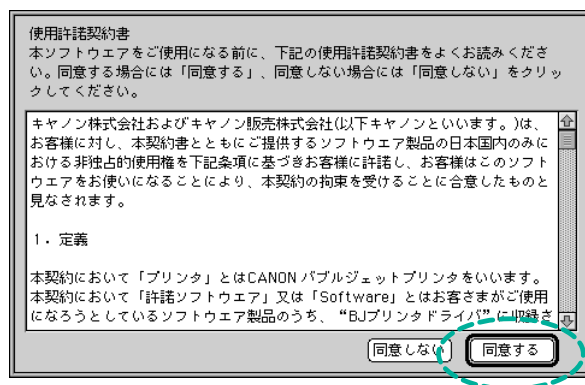 使用許諾契約書
本ソフトウエアをご使用になる前に、下記の使用許諾契約書をよくお読みくださ
い。同意する場合には「同意する」、同意しない場合には「同意しない」をクリッ
クしてください。
キヤノン株式会社およびキヤノン販売株式会社(以下キヤノンといいます。)は、
お客様に対し、本契約書とともにご提供するソフトウエア製品の日本国内のみに
おける非独占的使用権を下記条項に基づきお客様に許諾し、お客様はこのソフト
ウエアをお使いになることにより、本契約の拘束を受けることに合意したものと
見なされます。
1．定義
本契約において「プリンタ」とはCANON バブルジェットプリンタをいいます。
本契約において「許諾ソフトウエア」又は「Software」とはお客さまがご使用
になろうとしているソフトウエア製品のうち、“BJプリンタドライバ”に収録さ
同意しない
同意する